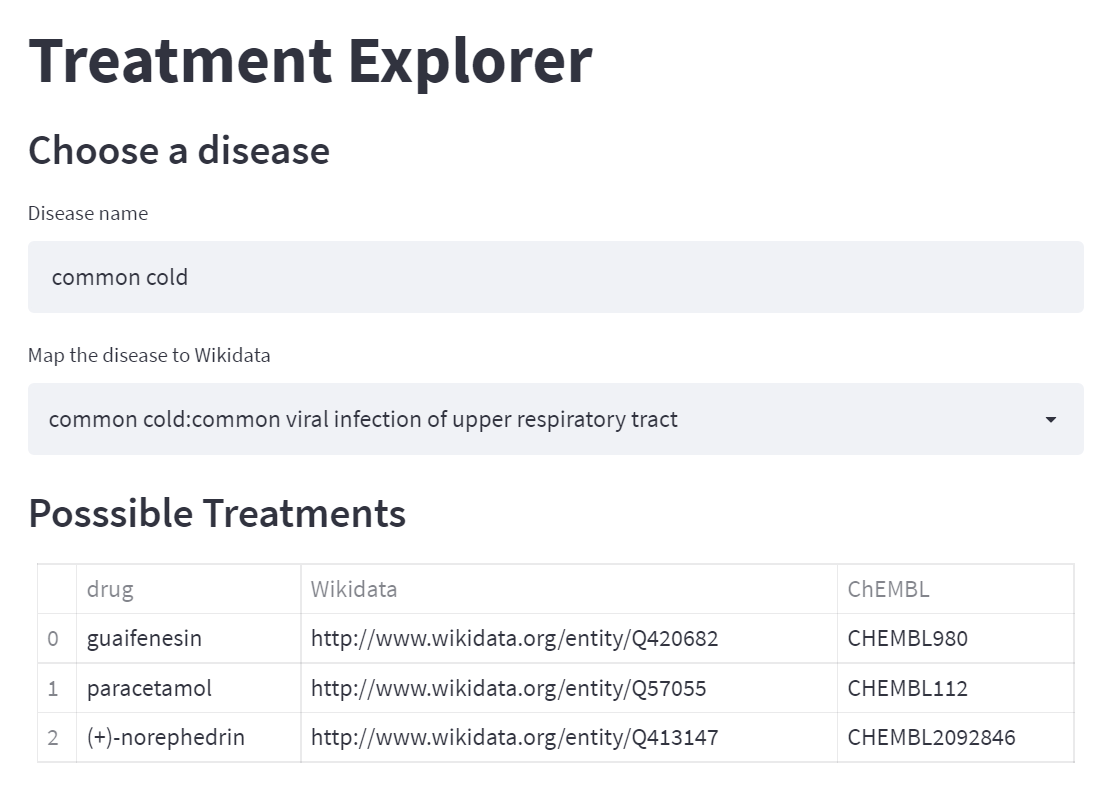 Treatment Explorer
Choose a disease
Disease name
common cold
Map the disease to Wikidata
common cold:common viral infection of upper respiratory tract
Posssible Treatments
drug Wikidata ChEMBL
0 guaifenesin http://www.wikidata.org/entity/Q420682 CHEMBL980
1 paracetamol http://www.wikidata.org/entity/Q57055 CHEMBL112
2 (+)-norephedrin http://www.wikidata.org/entity/Q413147 CHEMBL2092846